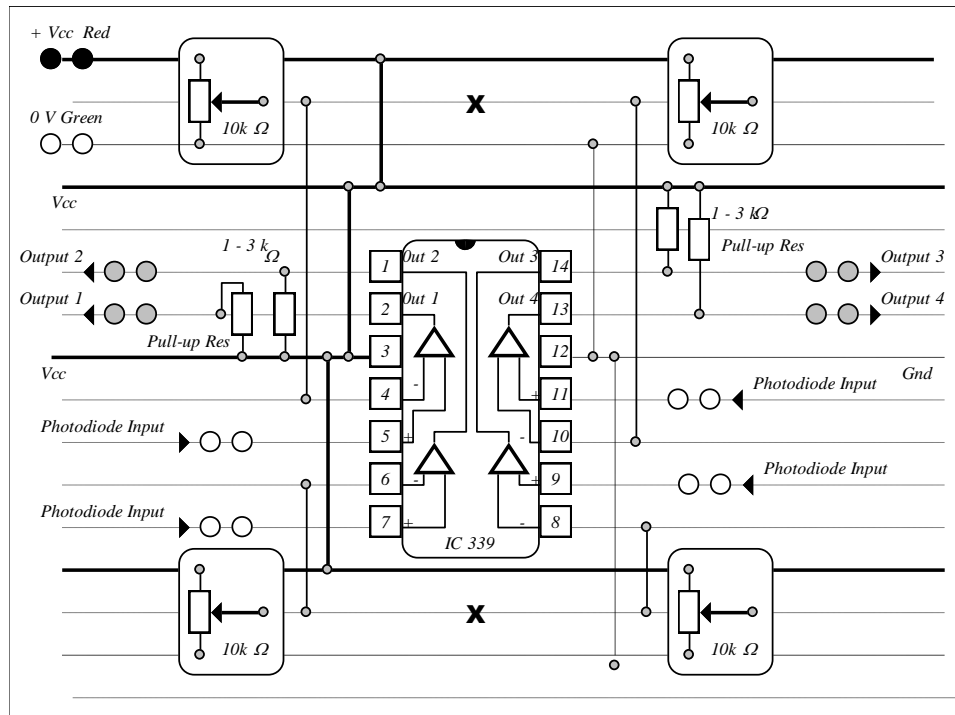 + Vcc Red
0 V Green
10k Ω
X
10k Ω
Vcc
1 - 3 kΩ
Pull-up Res
Output 2
1 - 3 k Ω
Output 1
Pull-up Res
Output 3
Output 4
1
Out 2
Out 3
14
2
Out 1
Out 4
13
3
12
Vcc
Gnd
4
-
+
11
Photodiode Input
Photodiode Input
5
+
-
10
6
-
+
9
Photodiode Input
Photodiode Input
7
+
-
8
IC 339
X
10k Ω
10k Ω